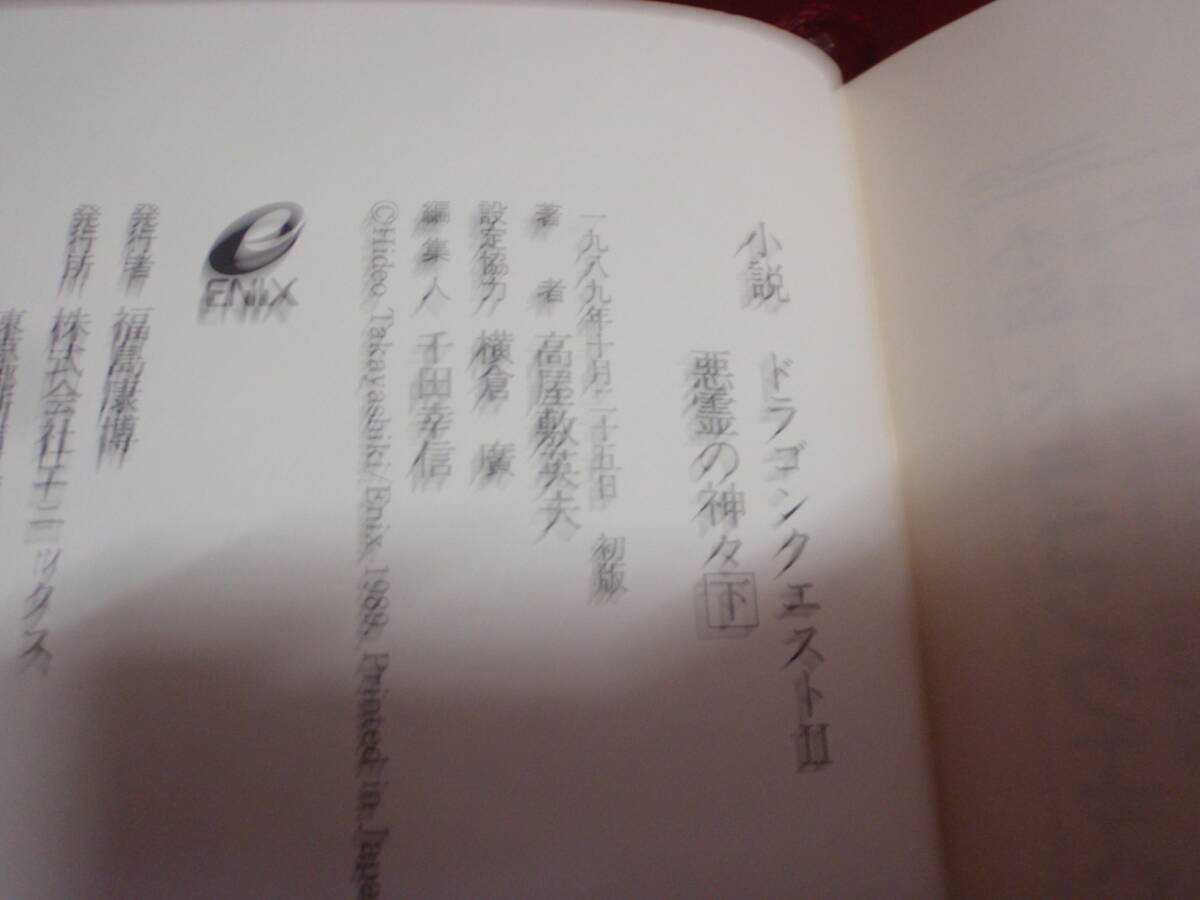 小説 ドラゴンクエストII
悪霊の神々 下
一九八九年十月二十五日 初版
著者 高屋敷英夫
設定協力 横倉 廣
編集人 千田幸信
©Hideo Takayashiki/Enix 1989, Printed in Japa
ENIX
発行者 福島康博
発行所 株式会社エニックス